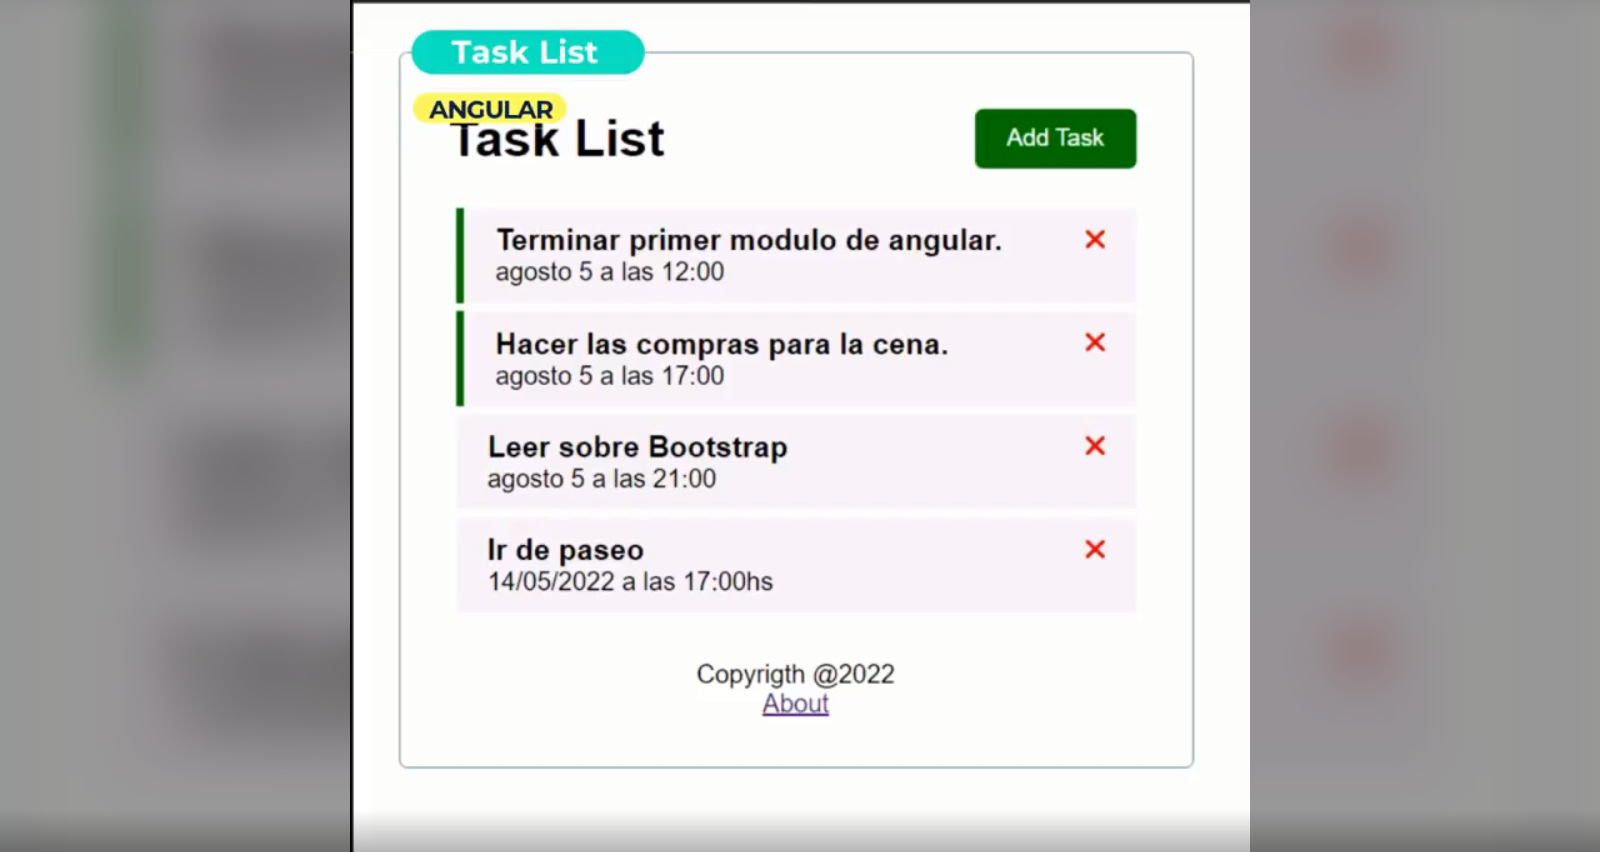 Task List
ANGULAR
Task List
Add Task
Terminar primer modulo de angular.
agosto 5 a las 12:00
Hacer las compras para la cena.
agosto 5 a las 17:00
Leer sobre Bootstrap
agosto 5 a las 21:00
Ir de paseo
14/05/2022 a las 17:00hs
Copyrigth @2022
About